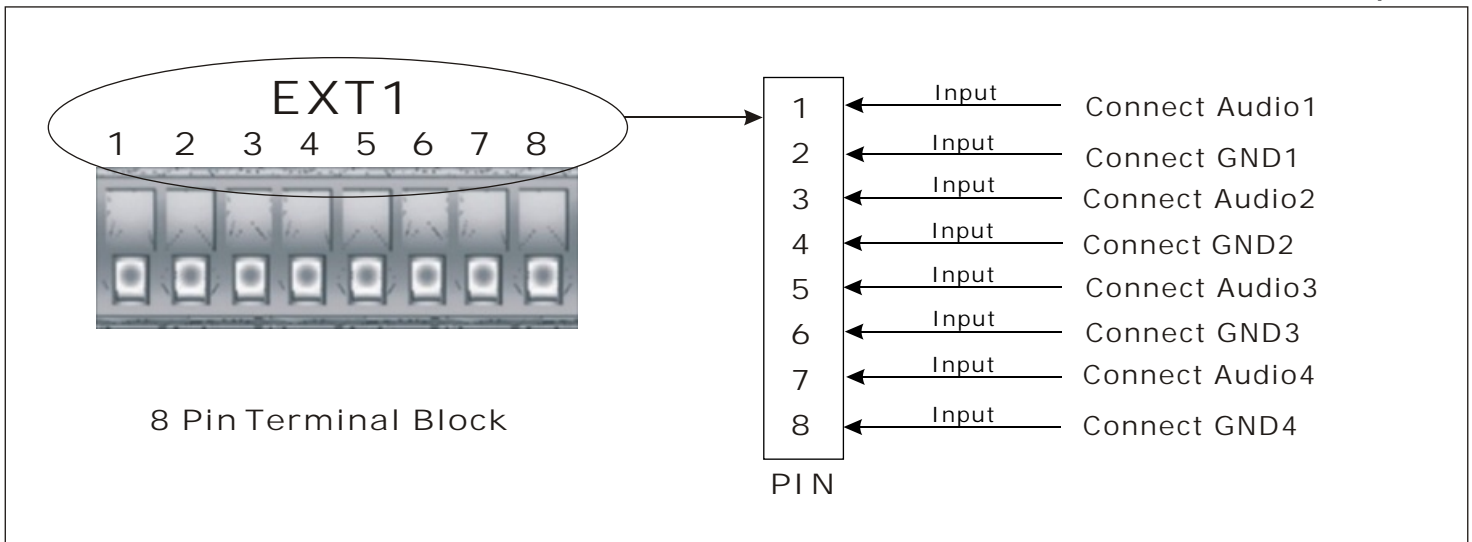 EXT1
1 2 3 4 5 6 7 8
8 Pin Terminal Block
1 Input Connect Audio1
2 Input Connect GND1
3 Input Connect Audio2
4 Input Connect GND2
5 Input Connect Audio3
6 Input Connect GND3
7 Input Connect Audio4
8 Input Connect GND4
PIN